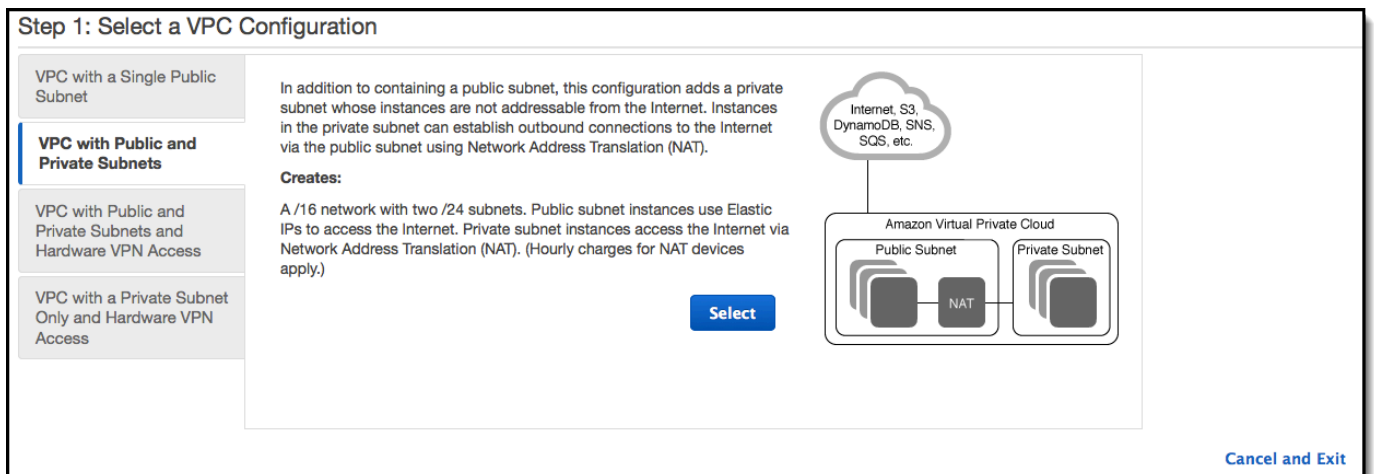 Step 1: Select a VPC Configuration
VPC with a Single Public
Subnet
VPC with Public and
Private Subnets
VPC with Public and
Private Subnets and
Hardware VPN Access
VPC with a Private Subnet
Only and Hardware VPN
Access
In addition to containing a public subnet, this configuration adds a private
subnet whose instances are not addressable from the Internet. Instances
in the private subnet can establish outbound connections to the Internet
via the public subnet using Network Address Translation (NAT).
Creates:
A /16 network with two /24 subnets. Public subnet instances use Elastic
IPs to access the Internet. Private subnet instances access the Internet via
Network Address Translation (NAT). (Hourly charges for NAT devices
apply.)
Select
Internet, S3,
DynamoDB, SNS,
SQS, etc.
Amazon Virtual Private Cloud
Public Subnet
Private Subnet
NAT
Cancel and Exit